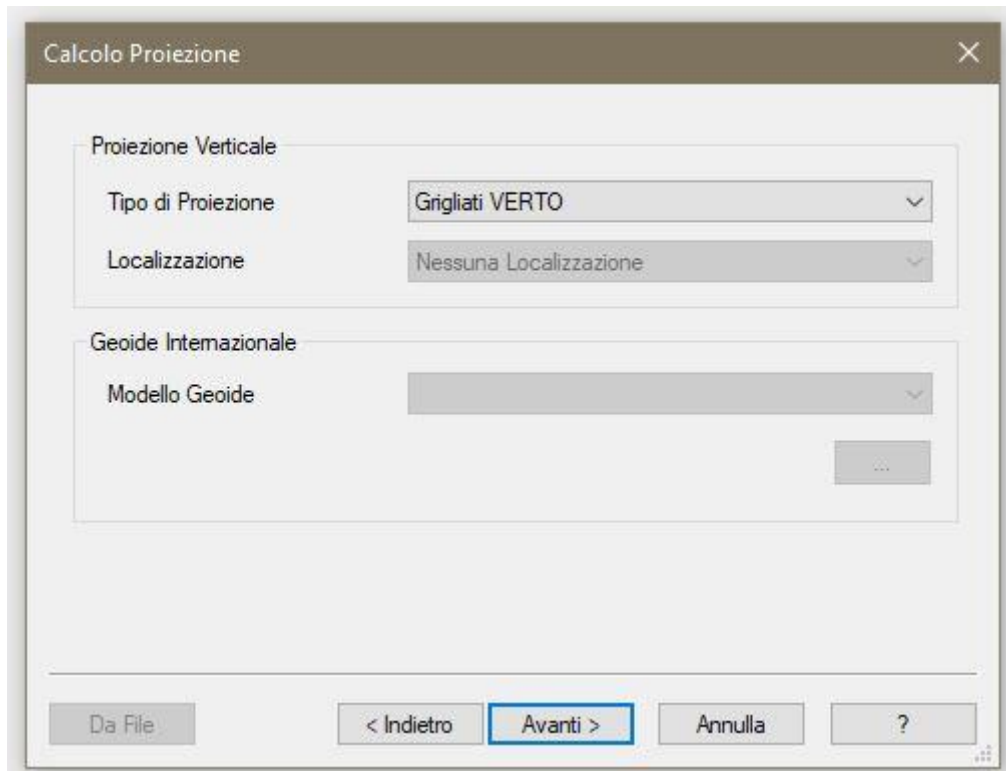 Calcolo Proiezione
Proiezione Verticale
Tipo di Proiezione Grigliati VERTO
Localizzazione Nessuna Localizzazione
Geoide Internazionale
Modello Geoide
...
Da File < Indietro Avanti > Annulla ?